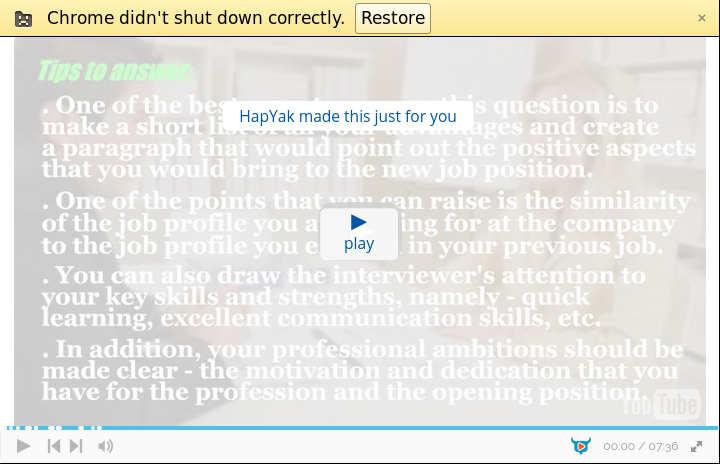 Chrome didn't shut down correctly. Restore ×
Tips to answer:
. One of the best this question is to
HapYak made this just for you
make a short list of all your advantages and create
a paragraph that would point out the positive aspects
that you would bring to the new job position.
. One of the points that you can raise is the similarity
of the job profile you for at the company
to the job profile you in your previous job.
play
. You can also draw the interviewer's attention to
your key skills and strengths, namely - quick
learning, excellent communication skills, etc.
. In addition, your professional ambitions should be
made clear - the motivation and dedication that you
have for the profession and the opening position.
YouTube
00:00 / 07:36